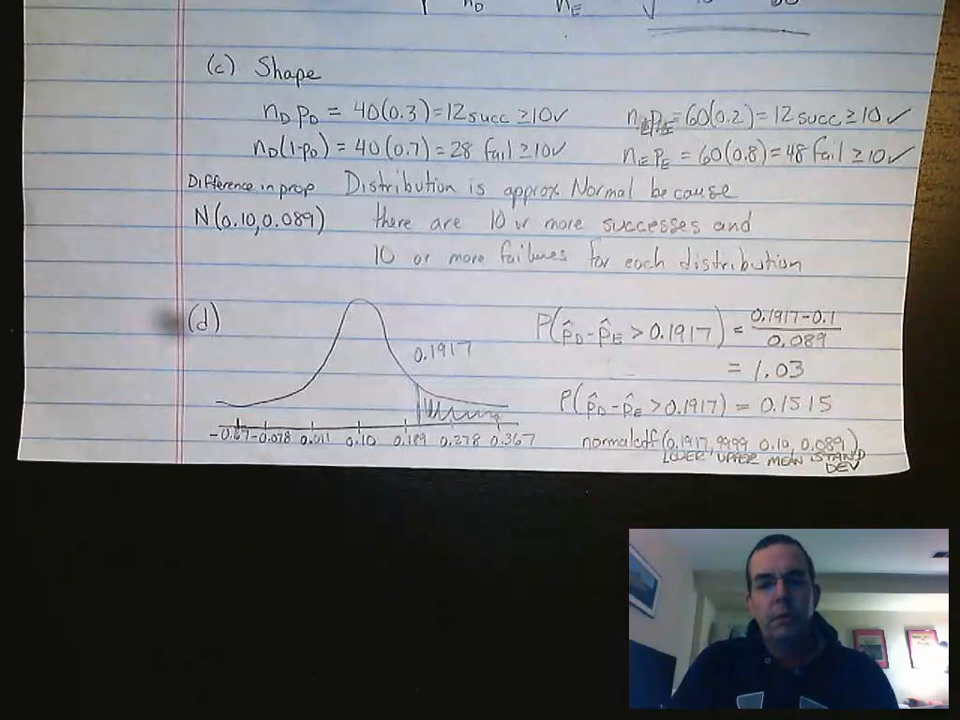 n_D n_E √
(c) Shape
n_D p_D = 40(0.3) = 12 succ ≥ 10 ✓ n_E p_E = 60(0.2) = 12 succ ≥ 10 ✓
n_D(1-p_D) = 40(0.7) = 28 fail ≥ 10 ✓ n_E p_E = 60(0.8) = 48 fail ≥ 10 ✓
Difference in prop Distribution is approx Normal because
N(0.10, 0.089) there are 10 or more successes and
10 or more failures for each distribution
(d) P(p̂_D - p̂_E > 0.1917) = 0.1917-0.1
0.089
0.1917
= 1.03
P(p̂_D - p̂_E > 0.1917) = 0.1515
-0.078 0.011 0.10 0.189 0.278 0.367
normalcdf(0.1917, 9999, 0.10, 0.089)
LOWER, UPPER MEAN STAND
DEV